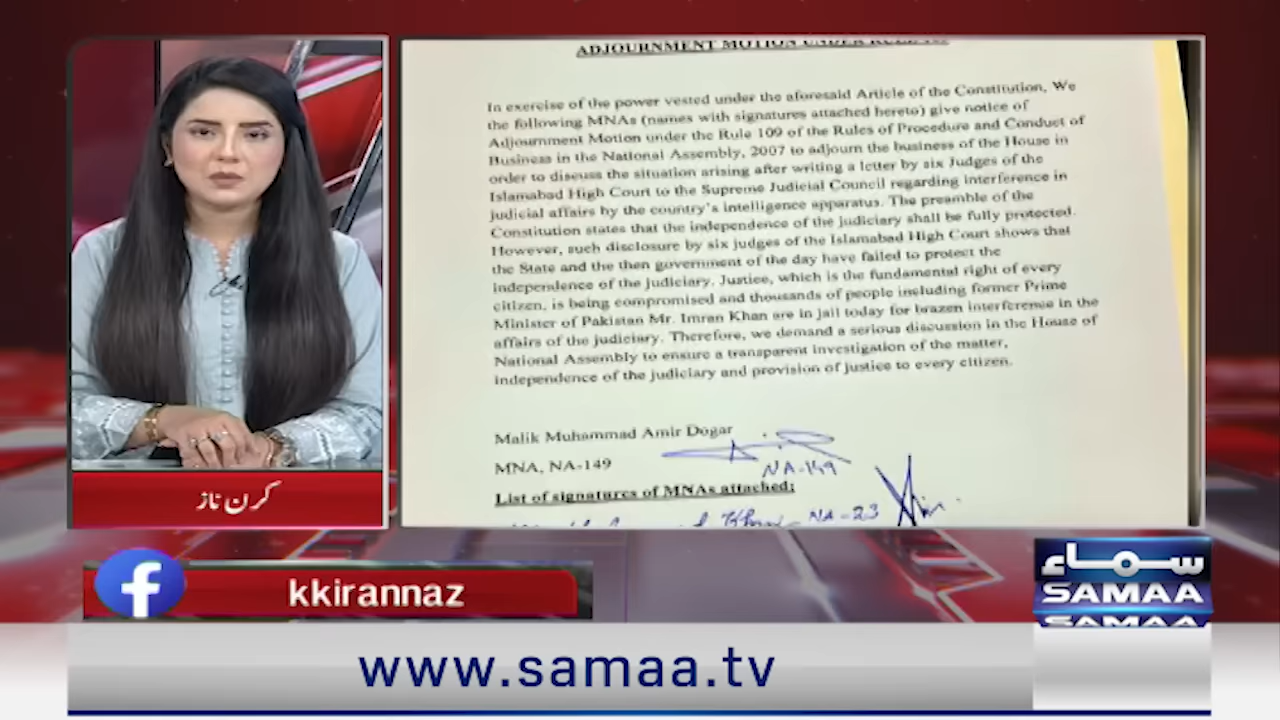 ADJOURNMENT MOTION UNDER RULE
In exercise of the power vested under the aforesaid Article of the Constitution, We
the following MNAs (names with signatures attached hereto) give notice of
Adjournment Motion under the Rule 109 of the Rules of Procedure and Conduct of
Business in the National Assembly, 2007 to adjourn the business of the House in
order to discuss the situation arising after writing a letter by six Judges of the
Islamabad High Court to the Supreme Judicial Council regarding interference in
judicial affairs by the country's intelligence apparatus. The preamble of the
Constitution states that the independence of the judiciary shall be fully protected.
However, such disclosure by six judges of the Islamabad High Court shows that
the State and the then government of the day have failed to protect the
independence of the judiciary. Justice, which is the fundamental right of every
citizen, is being compromised and thousands of people including former Prime
Minister of Pakistan Mr. Imran Khan are in jail today for brazen interference in the
affairs of the judiciary. Therefore, we demand a serious discussion in the House of
National Assembly to ensure a transparent investigation of the matter,
independence of the judiciary and provision of justice to every citizen.
Malik Muhammad Amir Dogar
MNA, NA-149
NA-149
List of signatures of MNAs attached;
Khan NA-23
کرن ناز
kkirannaz
سماء
SAMAA
SAMAA
www.samaa.tv